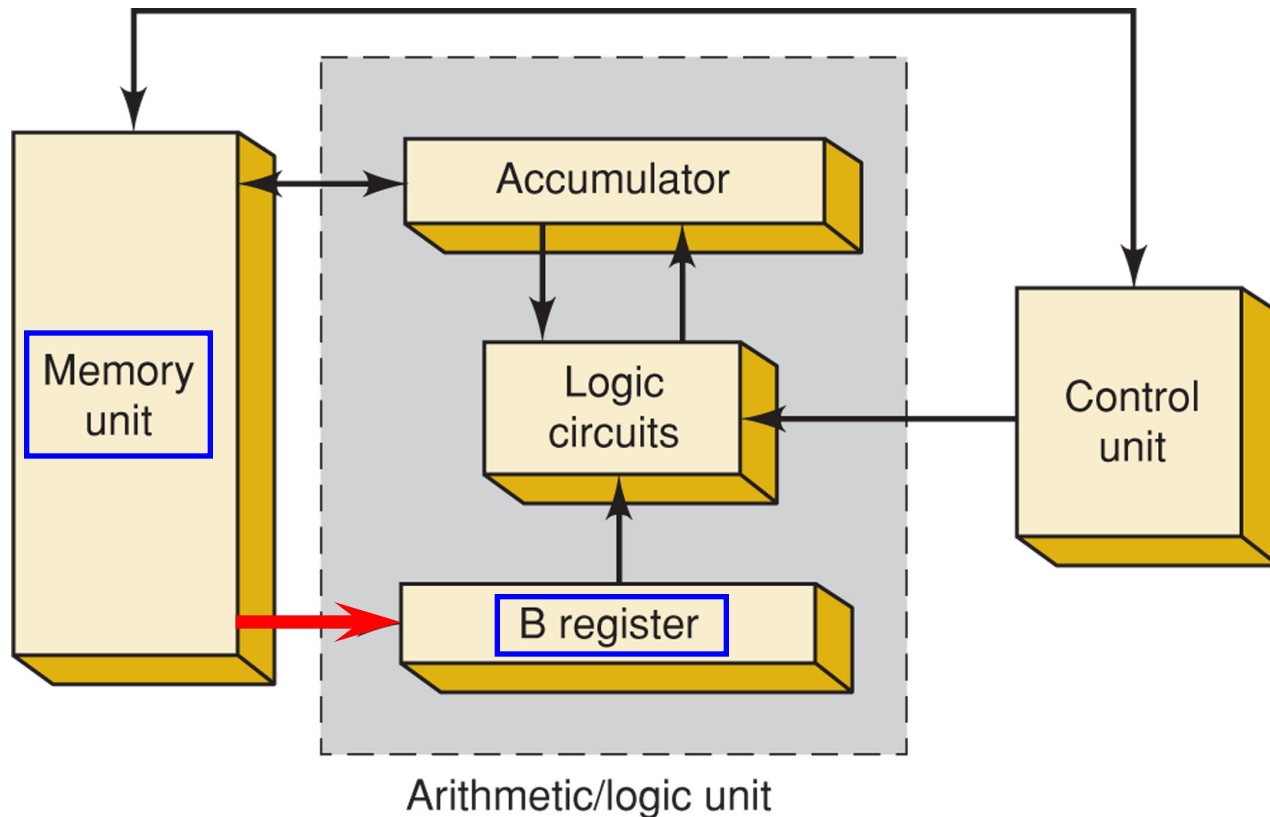 Accumulator
Memory
unit
Logic
circuits
Control
unit
B register
Arithmetic/logic unit